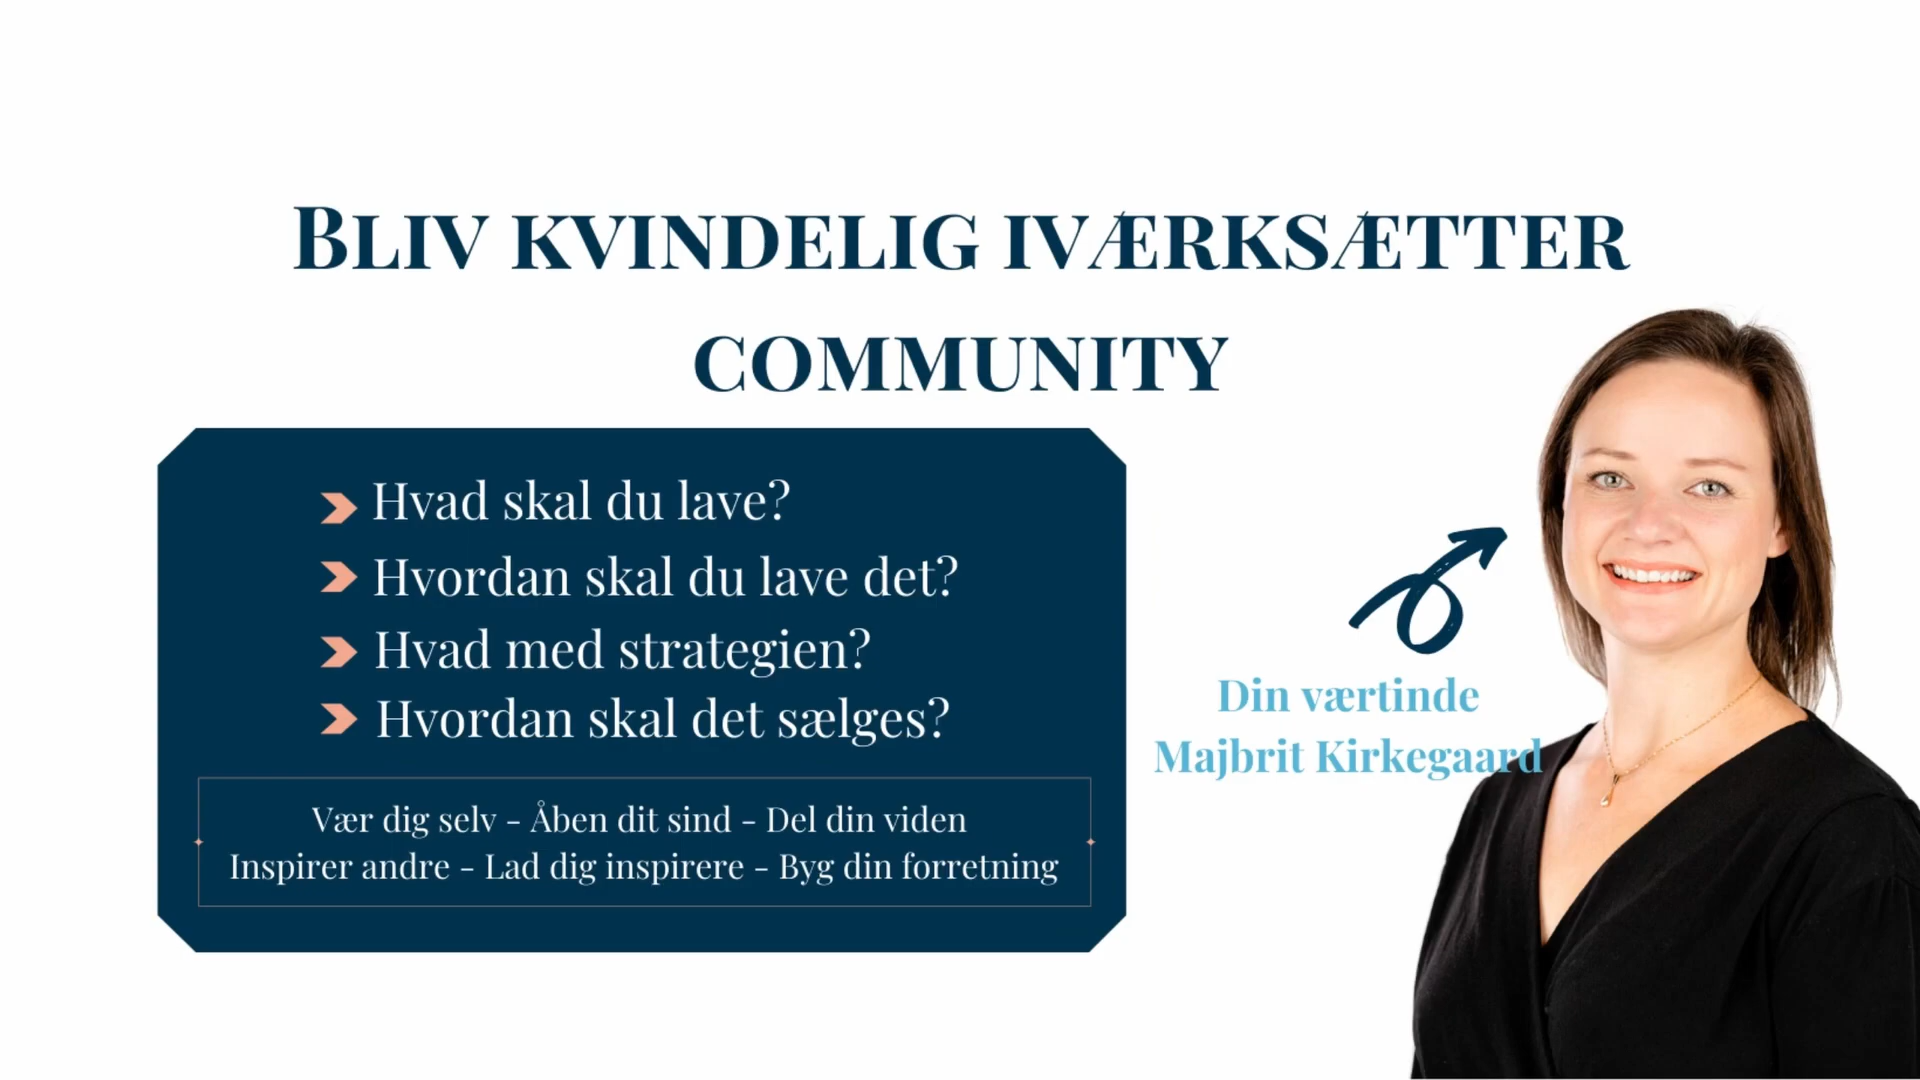 Bliv kvindelig iværksætter
community
Hvad skal du lave?
Hvordan skal du lave det?
Hvad med strategien?
Hvordan skal det sælges?
Vær dig selv - Åben dit sind - Del din viden
Inspirer andre - Lad dig inspirere - Byg din forretning
Din værtinde
Majbrit Kirkegaard